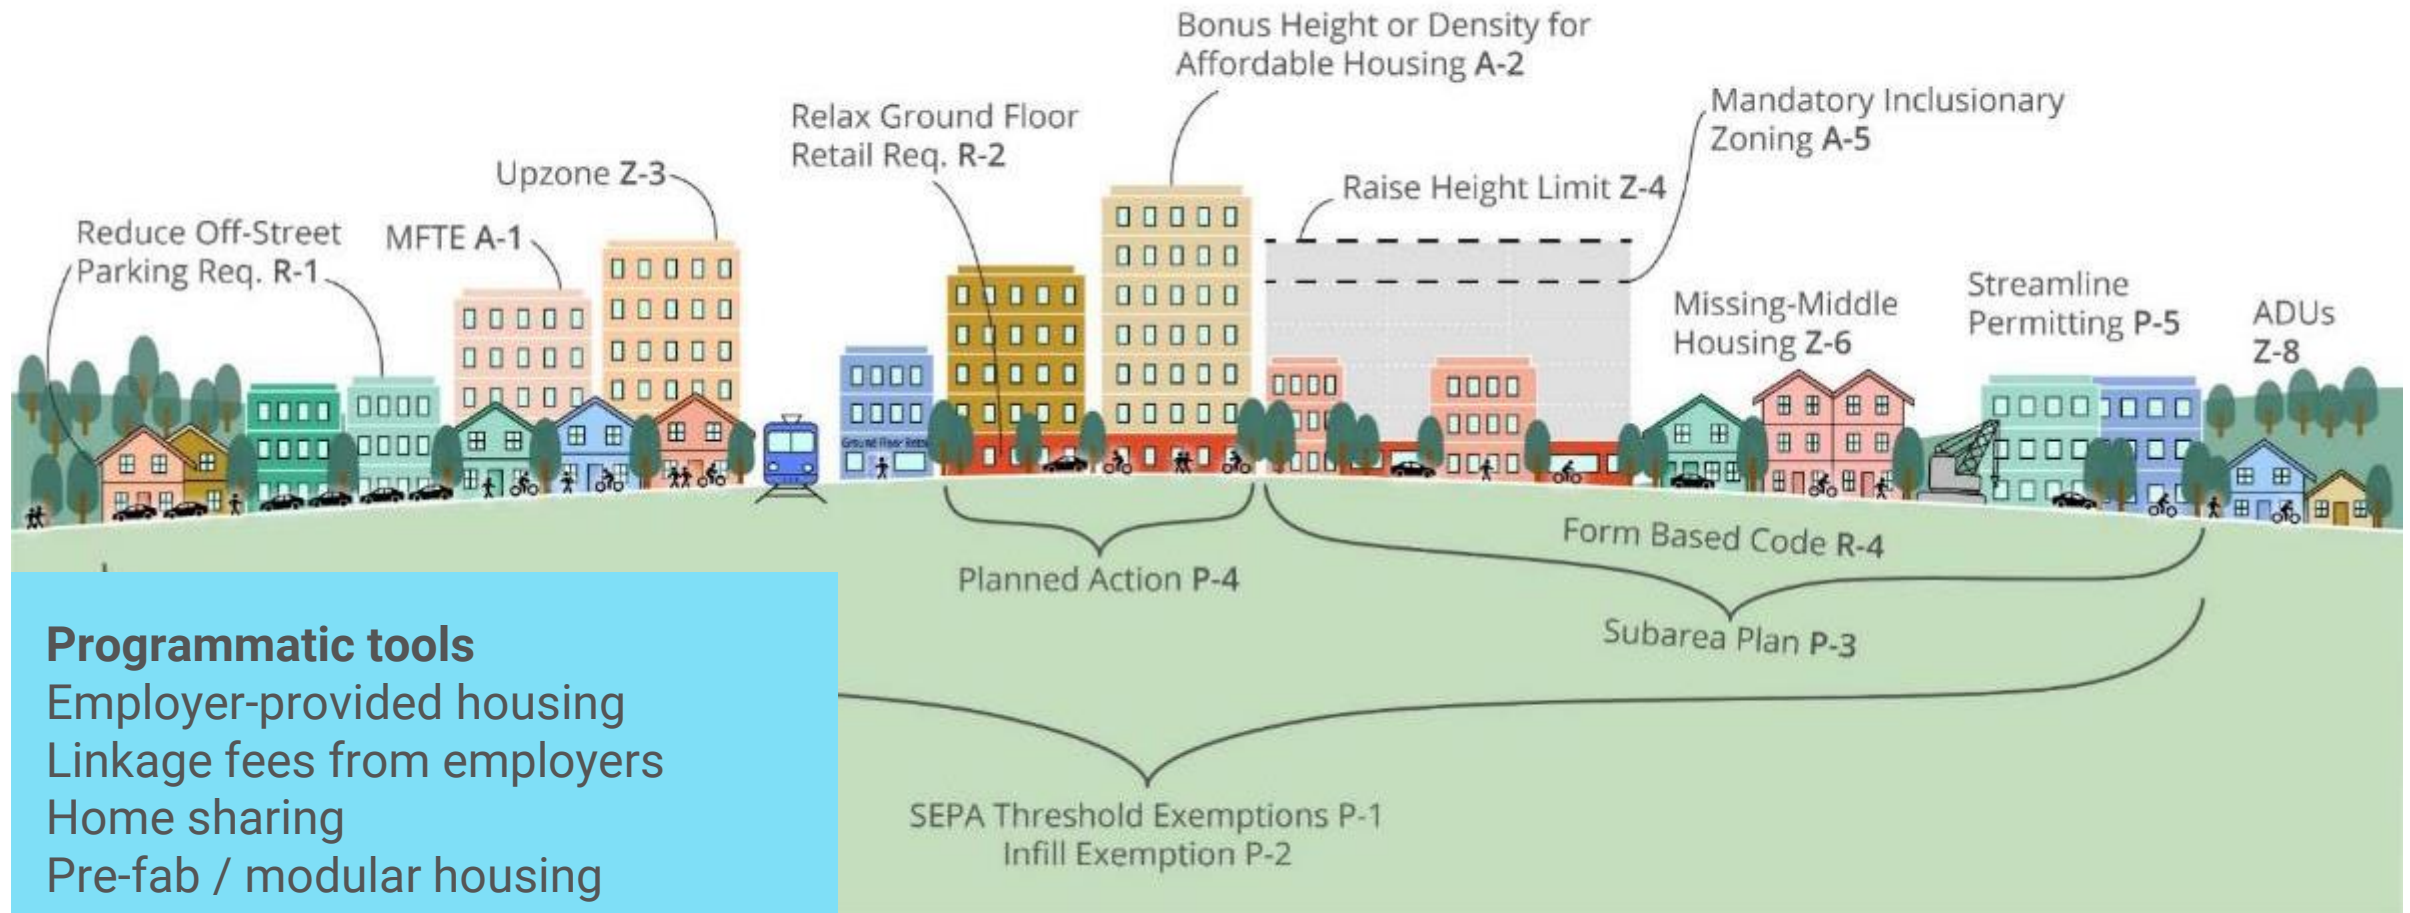 Bonus Height or Density for
Affordable Housing A-2
Mandatory Inclusionary
Zoning A-5
Relax Ground Floor
Retail Req. R-2
Upzone Z-3
Raise Height Limit Z-4
Reduce Off-Street
Parking Req. R-1
MFTE A-1
Missing-Middle
Housing Z-6
Streamline
Permitting P-5
ADUs
Z-8
Ground Floor
Form Based Code R-4
Planned Action P-4
Subarea Plan P-3
SEPA Threshold Exemptions P-1
Infill Exemption P-2
Programmatic tools
Employer-provided housing
Linkage fees from employers
Home sharing
Pre-fab / modular housing